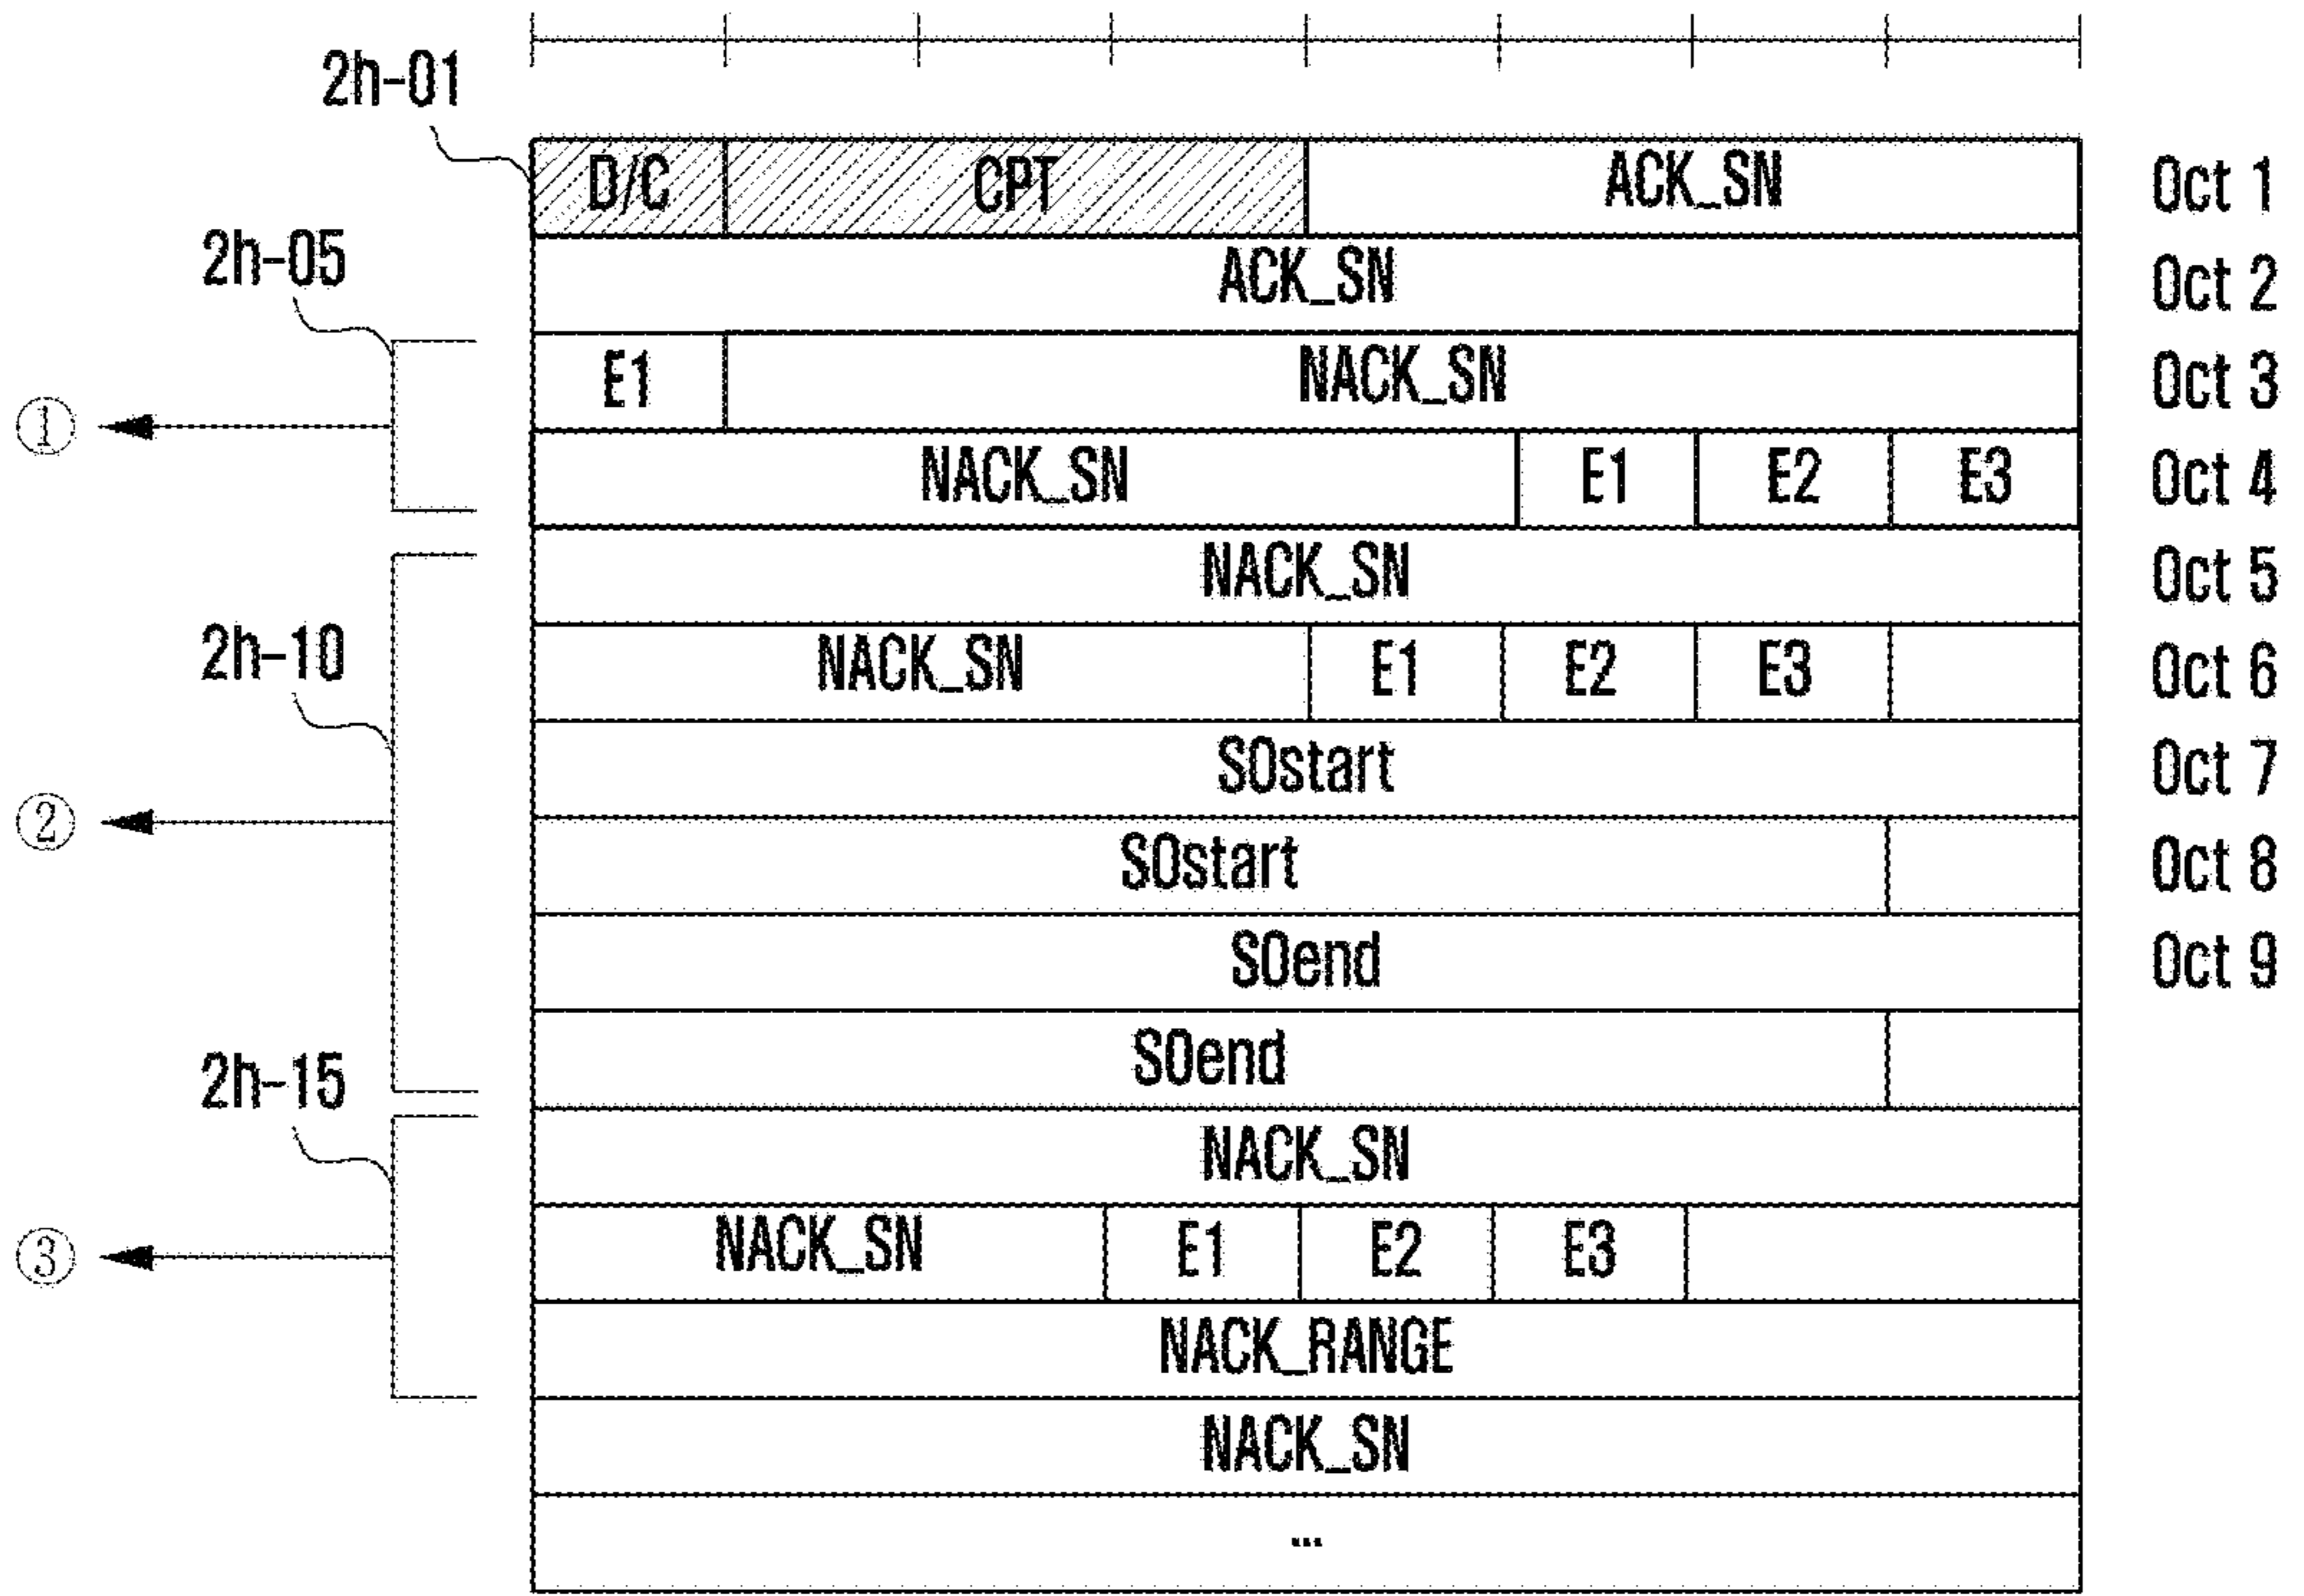 2h-01
D/C CPT ACK_SN Oct 1
2h-05
ACK_SN Oct 2
E1 NACK_SN Oct 3
①
NACK_SN E1 E2 E3 Oct 4
NACK_SN Oct 5
2h-10
NACK_SN E1 E2 E3 Oct 6
SOstart Oct 7
②
SOstart Oct 8
SOend Oct 9
SOend
2h-15
NACK_SN
③
NACK_SN E1 E2 E3
NACK_RANGE
NACK_SN
...